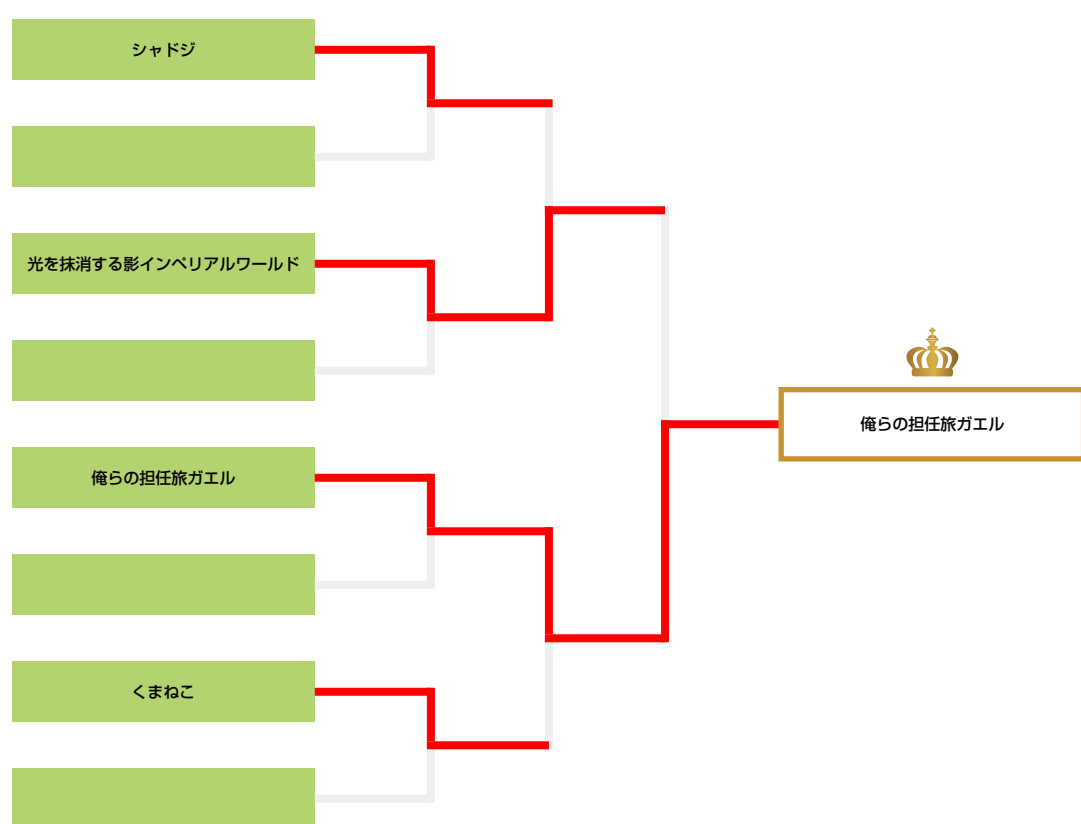 シャドジ
光を抹消する影インペリアルワールド
俺らの担任旅ガエル
俺らの担任旅ガエル
くまねこ